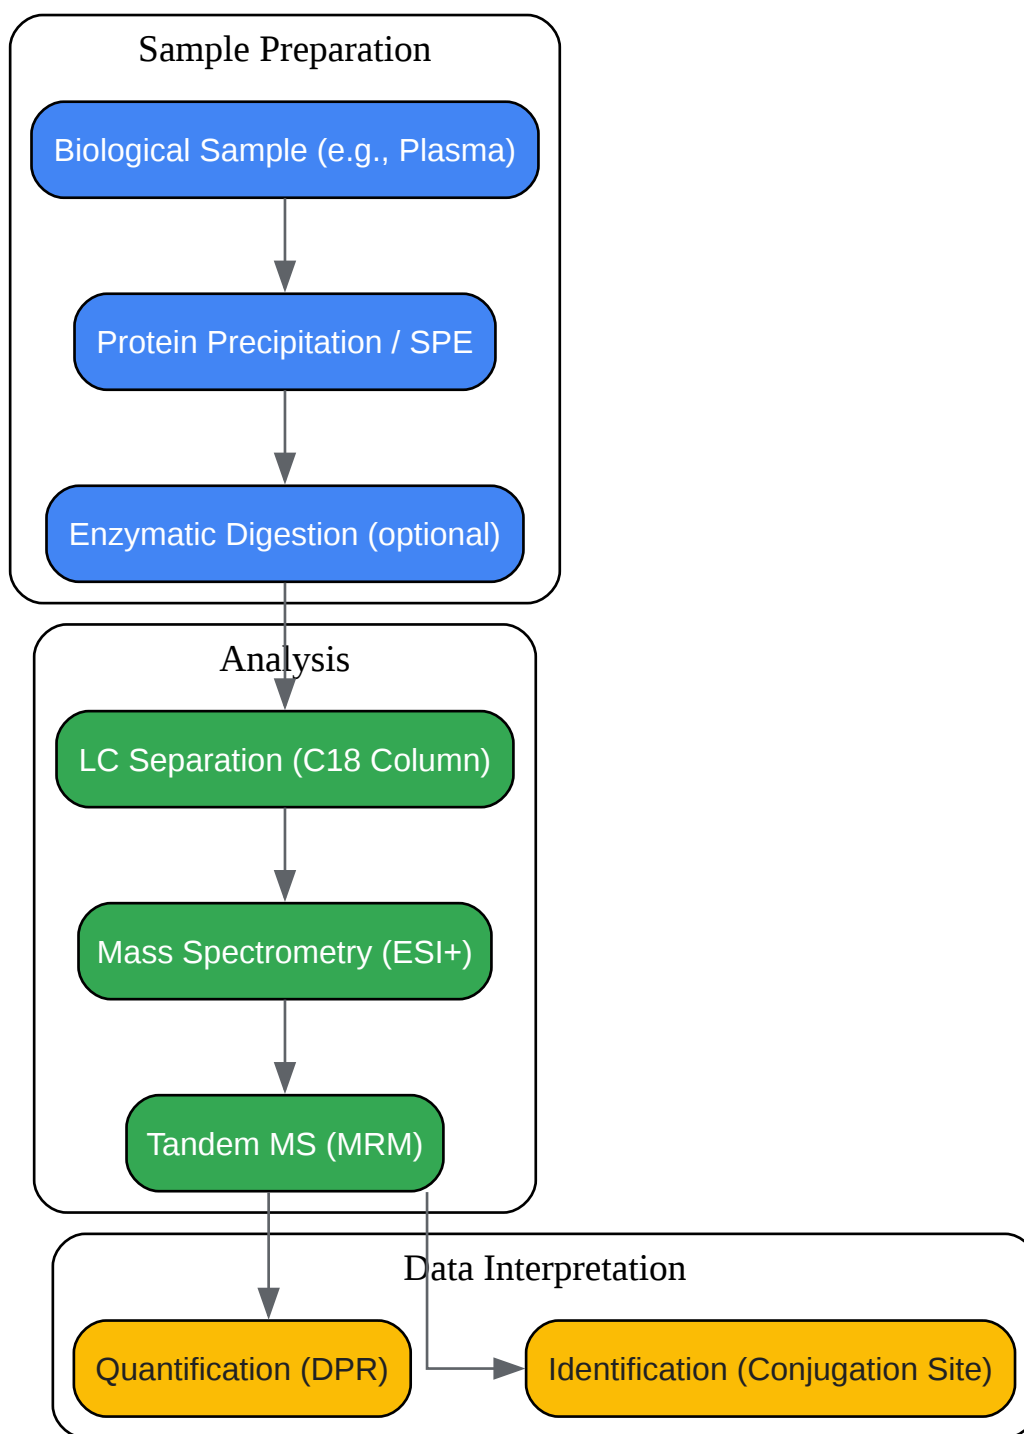 Sample Preparation
Biological Sample (e.g., Plasma)
Protein Precipitation / SPE
Enzymatic Digestion (optional)
Analysis
LC Separation (C18 Column)
Mass Spectrometry (ESI+)
Tandem MS (MRM)
Data Interpretation
Quantification (DPR)
Identification (Conjugation Site)